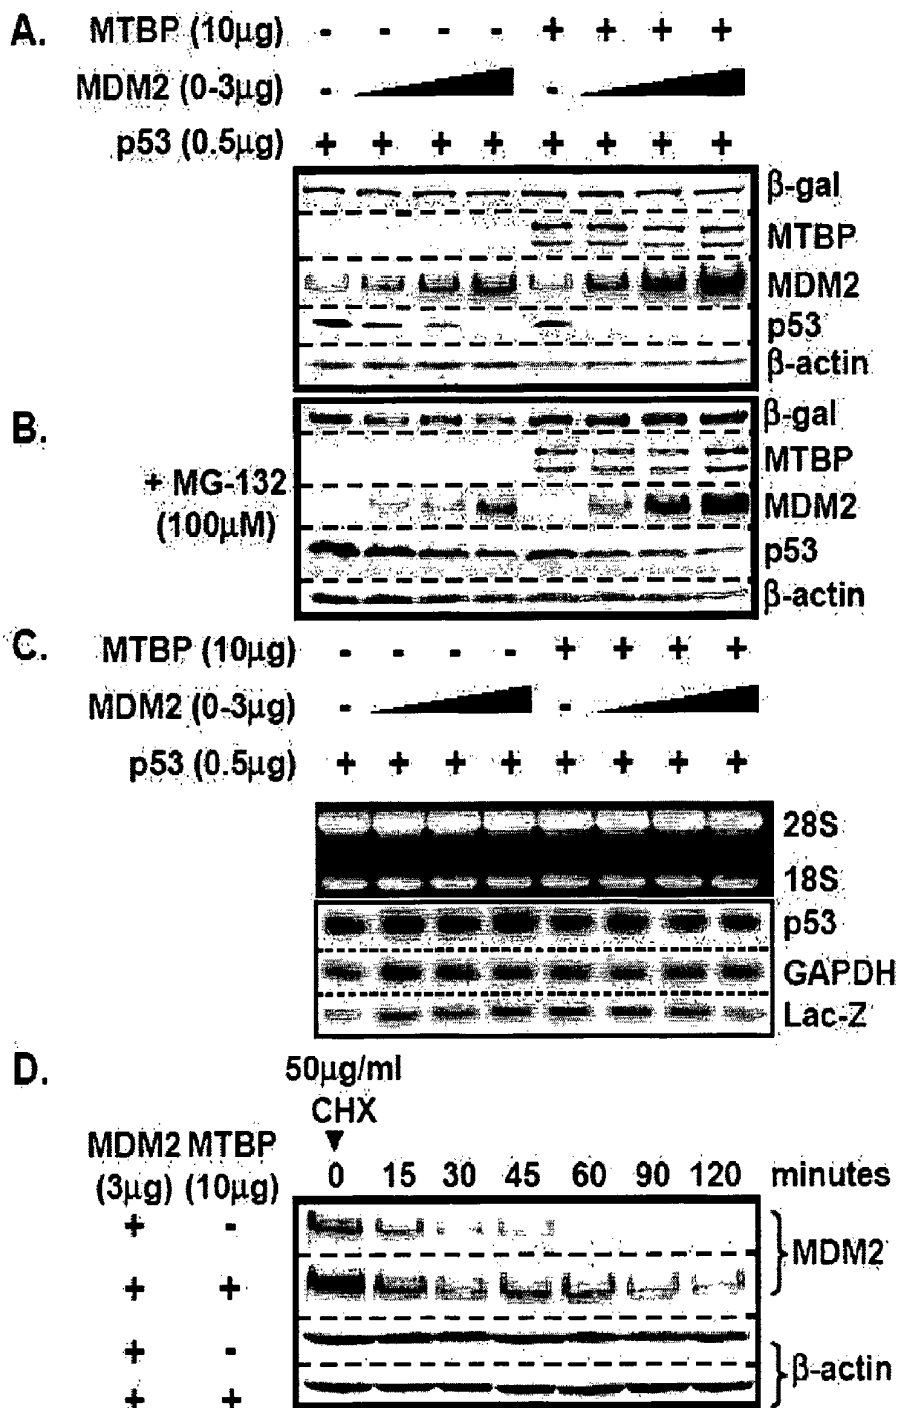 A.
MTBP (10μg) - - - - + + + +
MDM2 (0-3μg) - -
p53 (0.5μg) + + + + + + + +
β-gal
MTBP
MDM2
p53
β-actin
B.
+ MG-132
(100μM)
β-gal
MTBP
MDM2
p53
β-actin
C.
MTBP (10μg) - - - - + + + +
MDM2 (0-3μg) - -
p53 (0.5μg) + + + + + + + +
28S
18S
p53
GAPDH
Lac-Z
D.
50μg/ml
CHX
MDM2 MTBP
(3μg) (10μg)
0 15 30 45 60 90 120 minutes
+ -
+ +
MDM2
+ -
+ +
β-actin